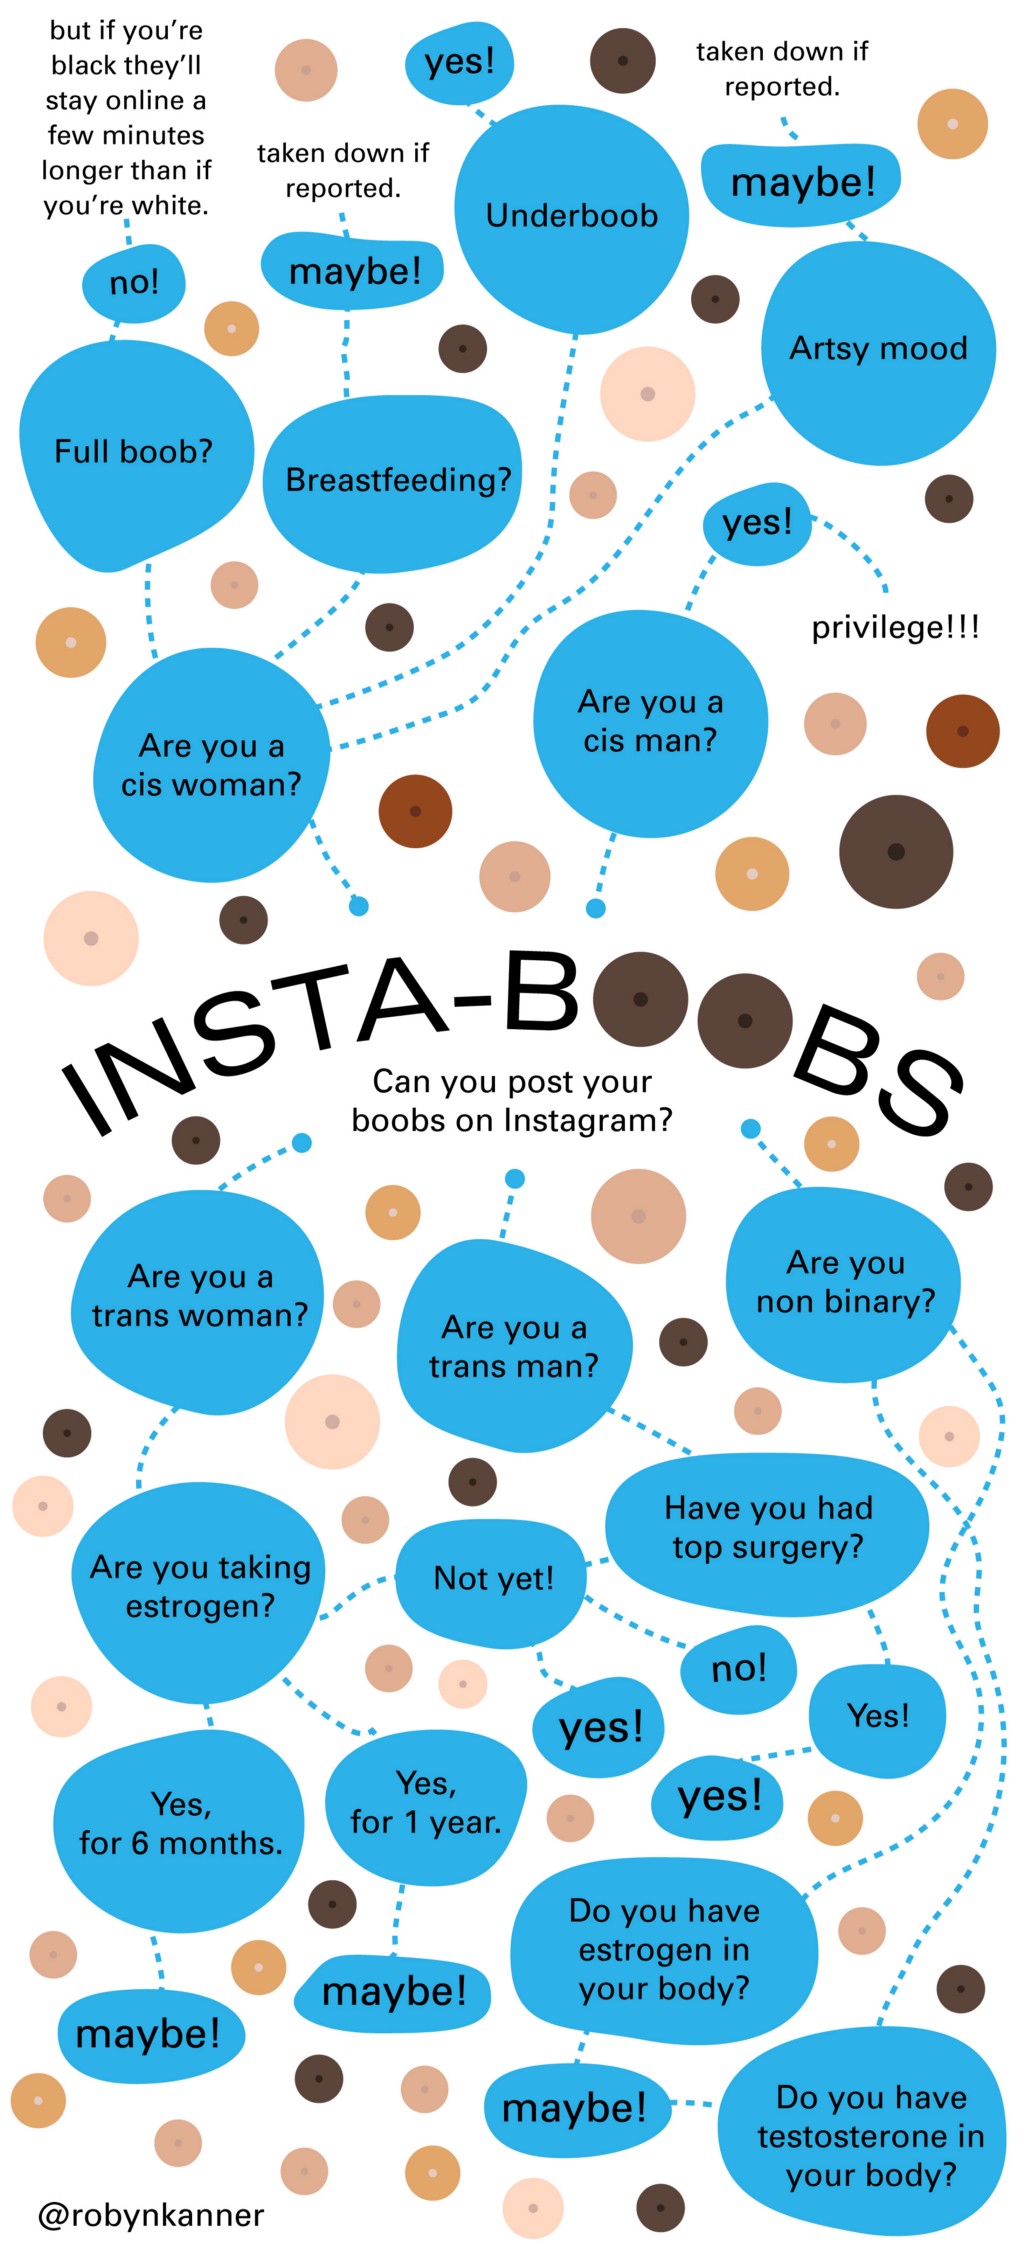 but if you’re
black they’ll
stay online a
few minutes
longer than if
you’re white.
no!
Full boob?
taken down if
reported.
maybe!
Breastfeeding?
yes!
Underboob
taken down if
reported.
maybe!
Artsy mood
Are you a
cis woman?
yes!
privilege!!!
Are you a
cis man?
INSTA-B BS
Can you post your
boobs on Instagram?
Are you a
trans woman?
Are you a
trans man?
Are you
non binary?
Are you taking
estrogen?
Not yet!
Have you had
top surgery?
no!
yes!
Yes!
yes!
Yes,
for 6 months.
Yes,
for 1 year.
maybe!
maybe!
Do you have
estrogen in
your body?
maybe!
Do you have
testosterone in
your body?
@robynkanner